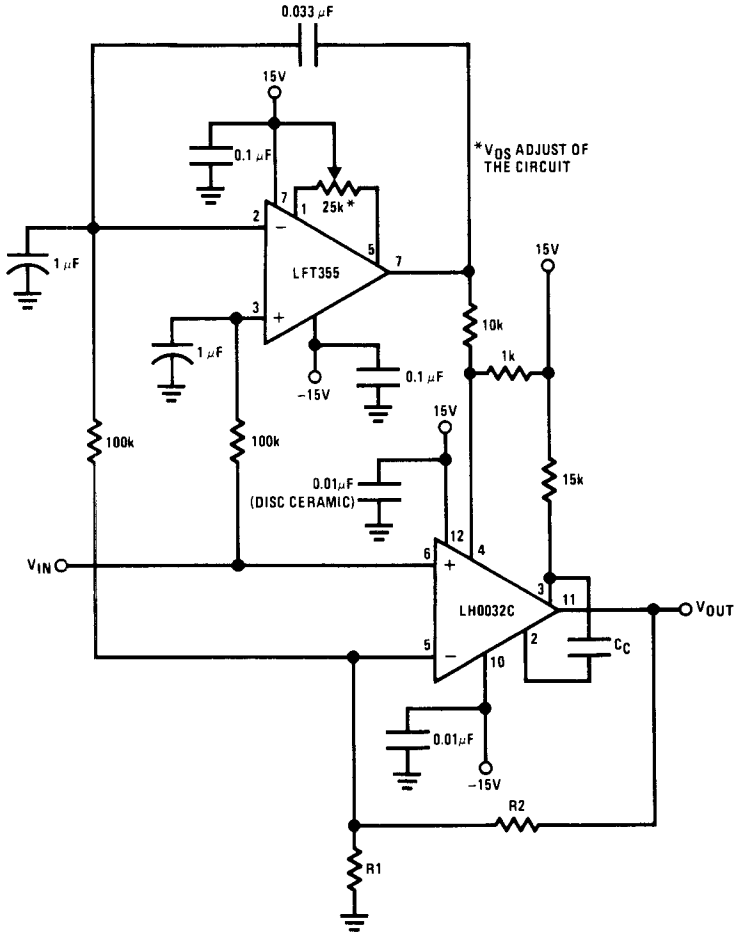 0.033 μF
15V
0.1 μF
*VOS ADJUST OF
THE CIRCUIT
7
1
25k*
2
−
5
7
15V
1 μF
LFT355
3
+
10k
1k
1 μF
0.1 μF
-15V
15V
100k
100k
0.01μF
(DISC CERAMIC)
15k
12
4
VIN
6
+
3
11
LH0032C
VOUT
5
−
2
10
CC
0.01μF
-15V
R2
R1